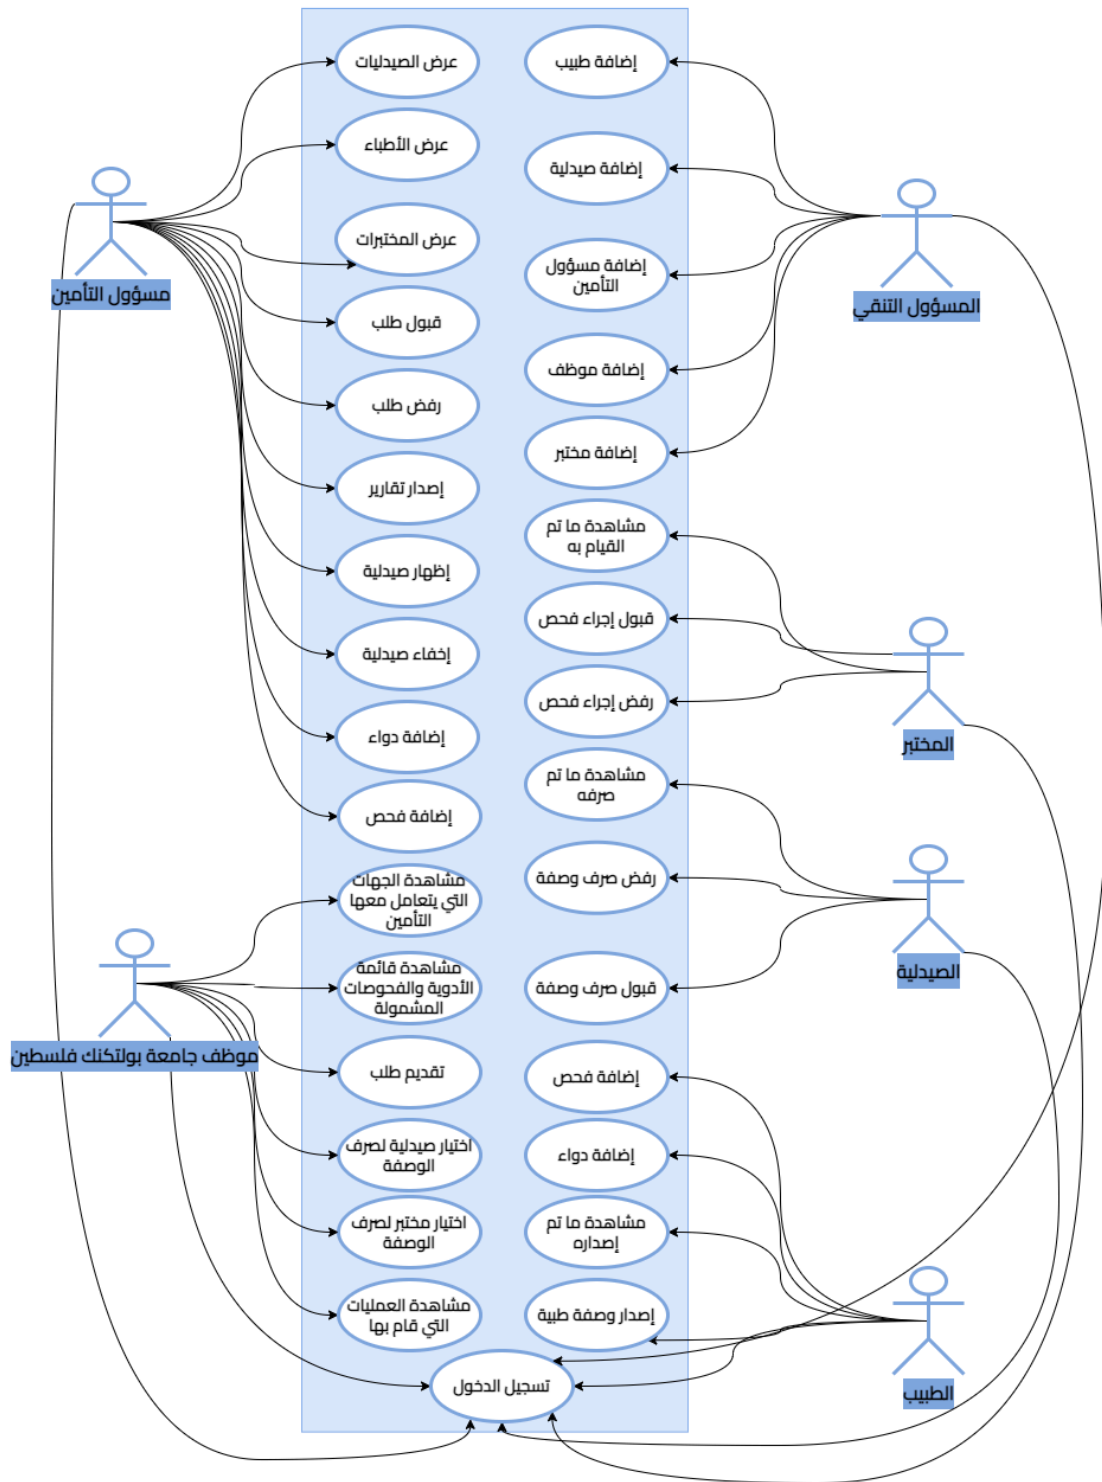 إضافة طبيب
عرض الصيدليات
عرض الأطباء
إضافة صيدلية
عرض المختبرات
إضافة مسؤول
التأمين
مسؤول التأمين
المسؤول التنقي
قبول طلب
إضافة موظف
رفض طلب
إضافة مختبر
إصدار تقارير
مشاهدة ما تم
القيام به
إظهار صيدلية
قبول إجراء فحص
إخفاء صيدلية
رفض إجراء فحص
المختبر
إضافة دواء
مشاهدة ما تم
صرفه
إضافة فحص
رفض صرف وصفة
مشاهدة الجهات
التي يتعامل معها
التأمين
الصيدلية
قبول صرف وصفة
مشاهدة قائمة
الأدوية والفحوصات
المشمولة
موظف جامعة بولتكنك فلسطين
إضافة فحص
تقديم طلب
إضافة دواء
اختيار صيدلية لصرف
الوصفة
مشاهدة ما تم
إصداره
اختيار مختبر لصرف
الوصفة
إصدار وصفة طبية
مشاهدة العمليات
التي قام بها
تسجيل الدخول
الطبيب